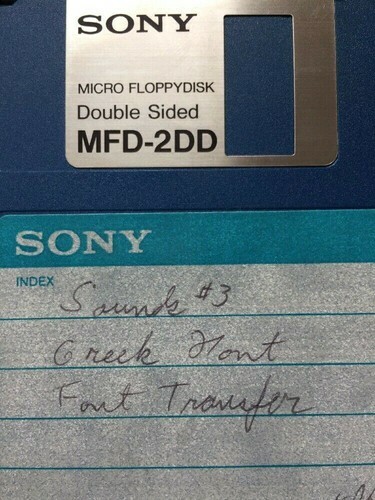 SONY
MICRO FLOPPYDISK
Double Sided
MFD-2DD
SONY
INDEX
Sounds #3
Greek Font
Font Transfer